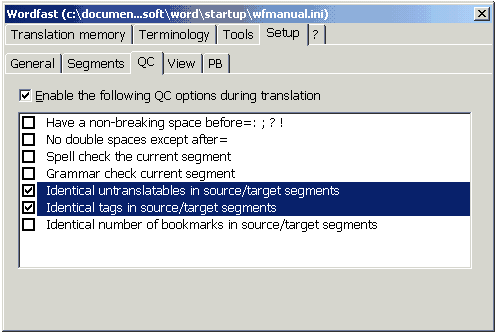 Wordfast (c:\documen...soft\word\startup\wfmanual.ini)
Translation memory Terminology Tools Setup ?
General Segments QC View PB
Enable the following QC options during translation
Have a non-breaking space before=: ; ? !
No double spaces except after=
Spell check the current segment
Grammar check current segment
Identical untranslatables in source/target segments
Identical tags in source/target segments
Identical number of bookmarks in source/target segments